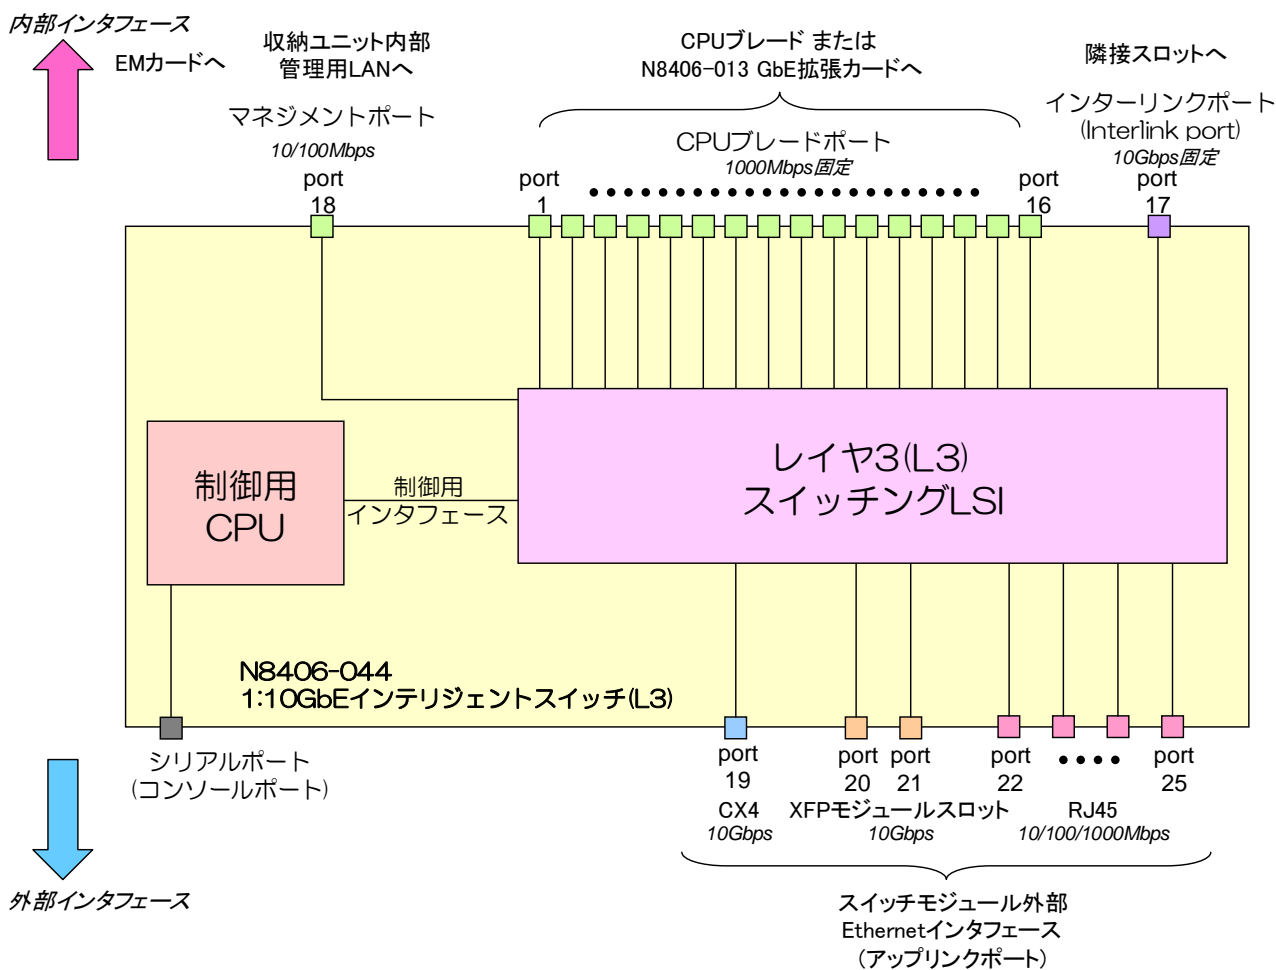 内部インタフェース
EMカードへ
収納ユニット内部
管理用LANへ
マネジメントポート
10/100Mbps
port
18
CPUブレード または
N8406-013 GbE拡張カードへ
CPUブレードポート
1000Mbps固定
port
1
port
16
隣接スロットへ
インターリンクポート
(Interlink port)
10Gbps固定
port
17
レイヤ3(L3)
スイッチングLSI
制御用
CPU
制御用
インタフェース
N8406-044
1:10GbEインテリジェントスイッチ(L3)
シリアルポート
(コンソールポート)
外部インタフェース
port
19
CX4
10Gbps
port
20
port
21
XFPモジュールスロット
10Gbps
port
22
port
25
RJ45
10/100/1000Mbps
スイッチモジュール外部
Ethernetインタフェース
(アップリンクポート)